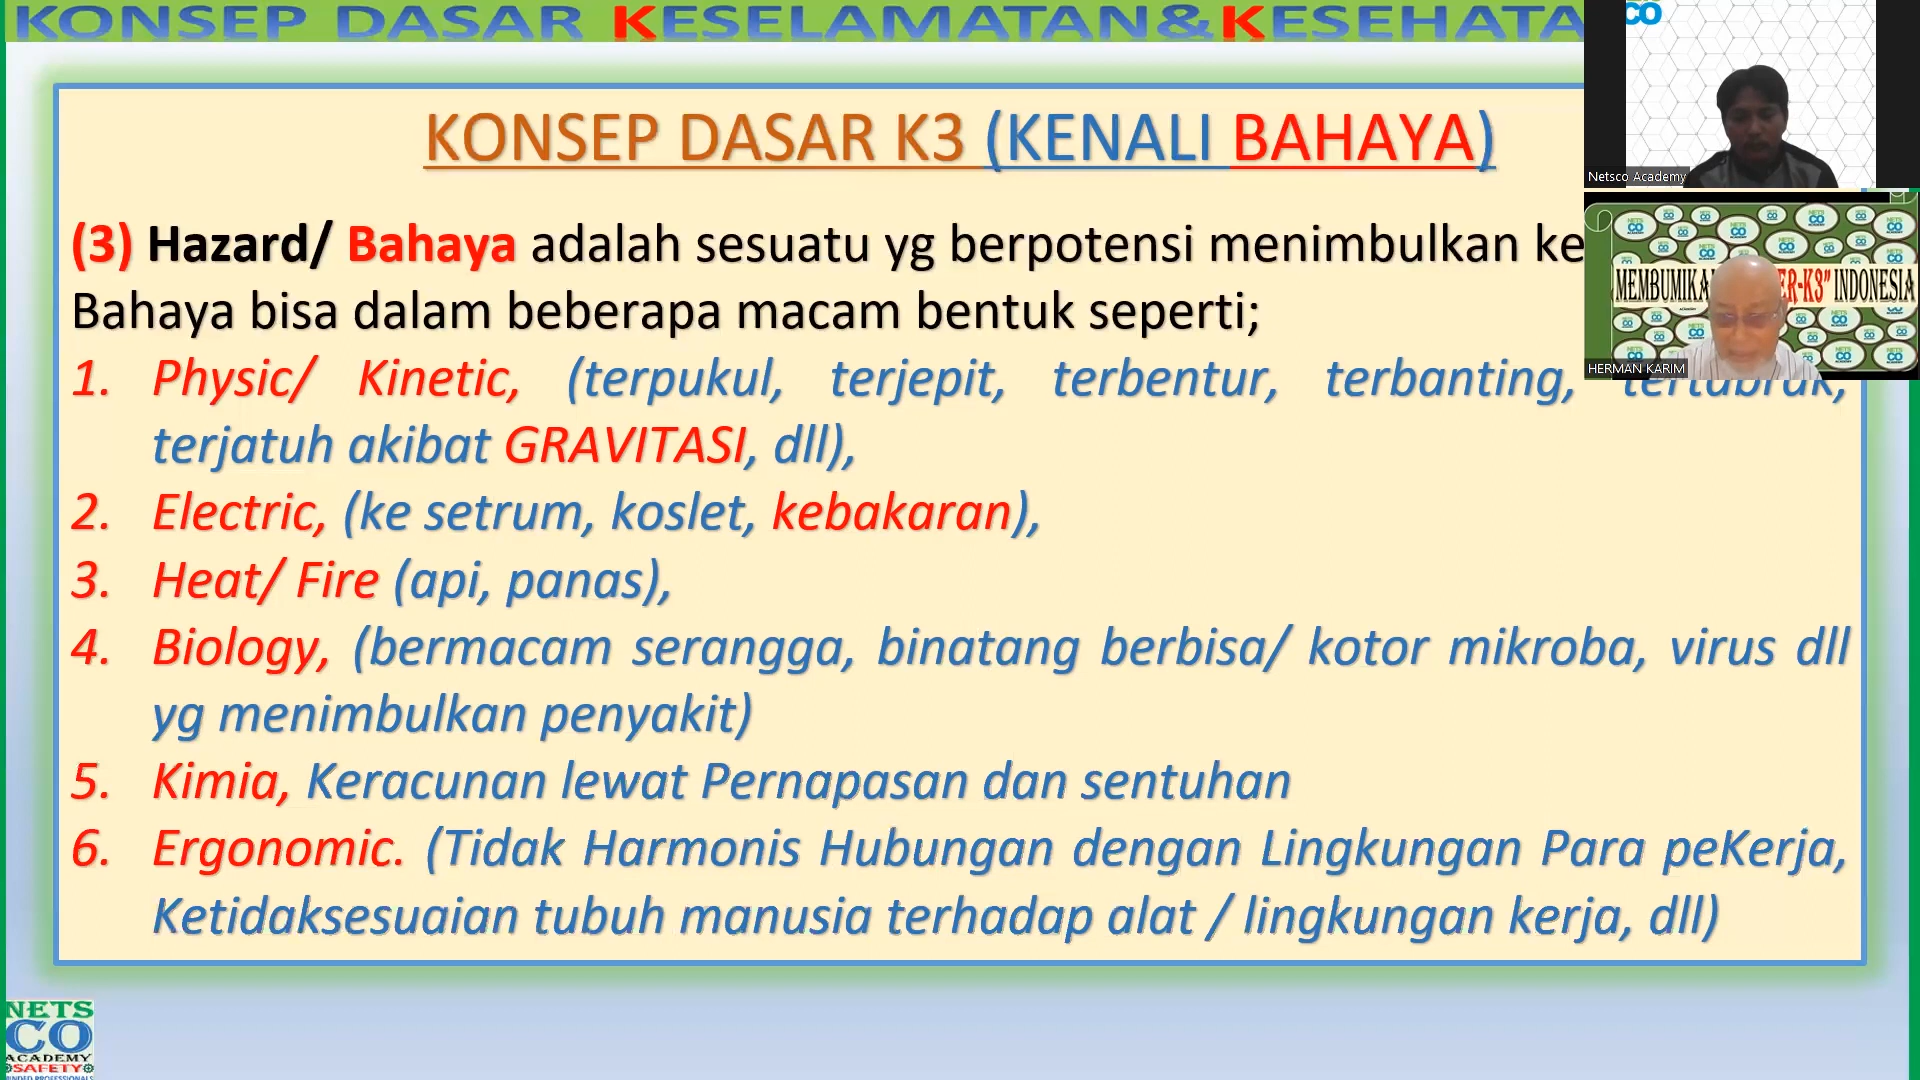 KONSEP DASAR KESELAMATAN&KESEHATA
KONSEP DASAR K3 (KENALI BAHAYA)
(3) Hazard/ Bahaya adalah sesuatu yg berpotensi menimbulkan ke
Bahaya bisa dalam beberapa macam bentuk seperti;
1. Physic/ Kinetic, (terpukul, terjepit, terbentur, terbanting, tertabrak,
terjatuh akibat GRAVITASI, dll),
2. Electric, (ke setrum, koslet, kebakaran),
3. Heat/ Fire (api, panas),
4. Biology, (bermacam serangga, binatang berbisa/ kotor mikroba, virus dll
yg menimbulkan penyakit)
5. Kimia, Keracunan lewat Pernapasan dan sentuhan
6. Ergonomic. (Tidak Harmonis Hubungan dengan Lingkungan Para peKerja,
Ketidaksesuaian tubuh manusia terhadap alat / lingkungan kerja, dll)
CO
Netsco Academy
MEMBUMIKA ER-K3" INDONESIA
HERMAN KARIM
NETS
CO
ACADEMY
SAFETY
MINDED PROFESSIONALS